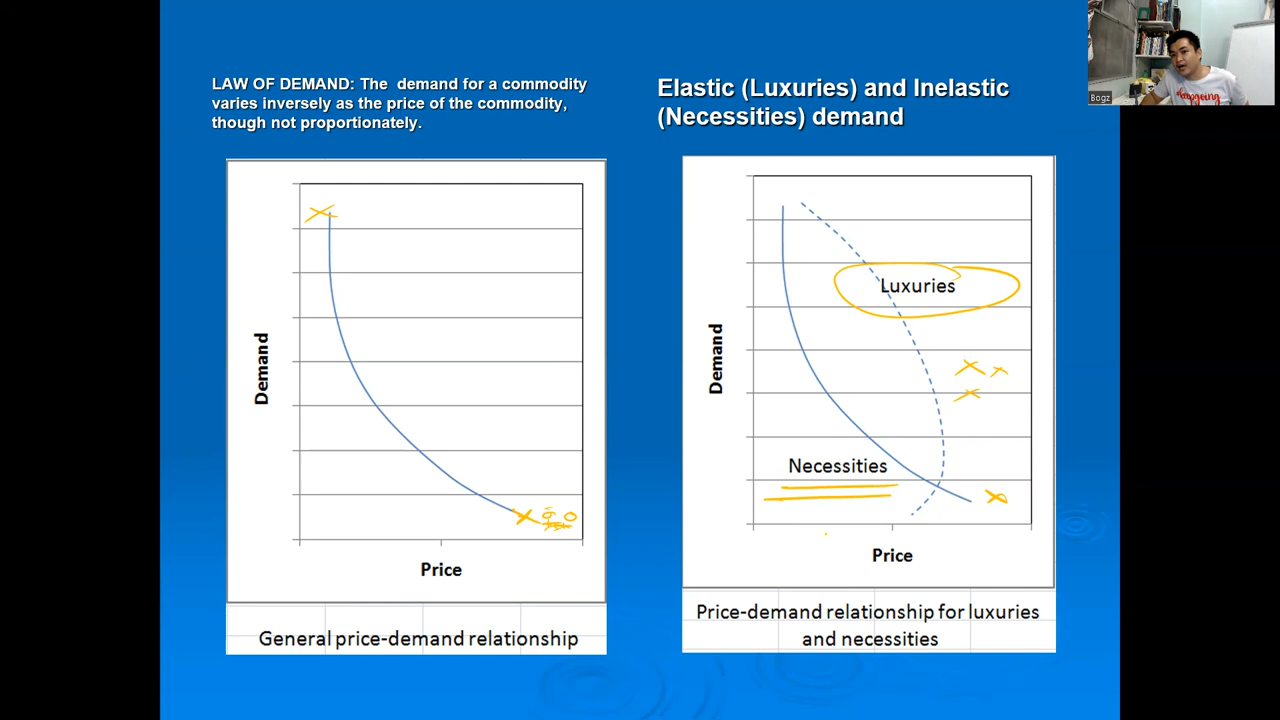 LAW OF DEMAND: The demand for a commodity
varies inversely as the price of the commodity,
though not proportionately.
Demand
Price
General price-demand relationship
Elastic (Luxuries) and Inelastic
(Necessities) demand
Luxuries
Demand
Necessities
Price
Price-demand relationship for luxuries
and necessities
Bogz
#keepgoing